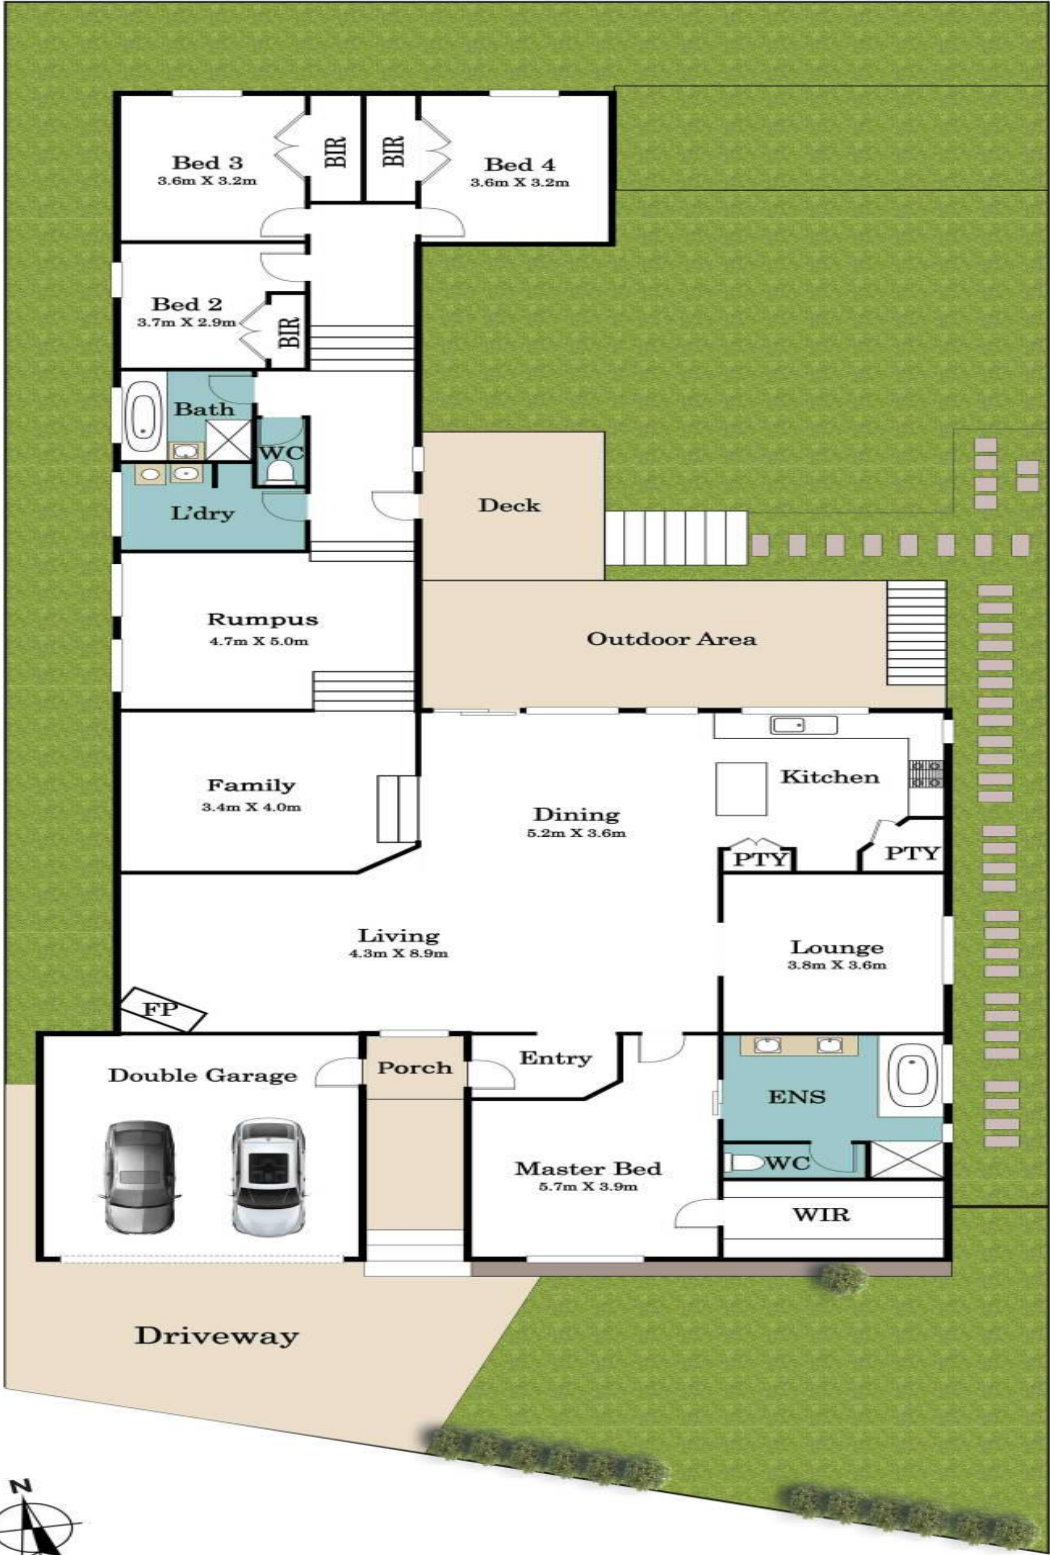 Bed 3
3.6m X 3.2m
BIR
BIR
Bed 4
3.6m X 3.2m
Bed 2
3.7m X 2.9m
BIR
Bath
WC
L'dry
Deck
Rumpus
4.7m X 5.0m
Outdoor Area
Family
3.4m X 4.0m
Kitchen
Dining
5.2m X 3.6m
PTY
PTY
Living
4.3m X 8.9m
Lounge
3.8m X 3.6m
FP
Double Garage
Porch
Entry
ENS
Master Bed
5.7m X 3.9m
WC
WIR
Driveway
N